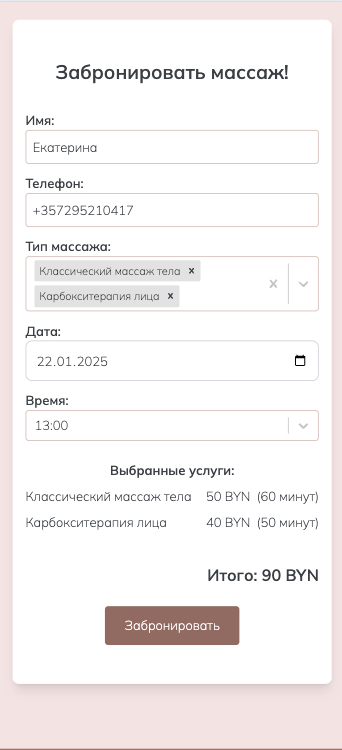 Забронировать массаж!
Имя:
Екатерина
Телефон:
+357295210417
Тип массажа:
Классический массаж тела ×
Карбокситерапия лица ×
Дата:
22.01.2025
Время:
13:00
Выбранные услуги:
Классический массаж тела 50 BYN (60 минут)
Карбокситерапия лица 40 BYN (50 минут)
Итого: 90 BYN
Забронировать